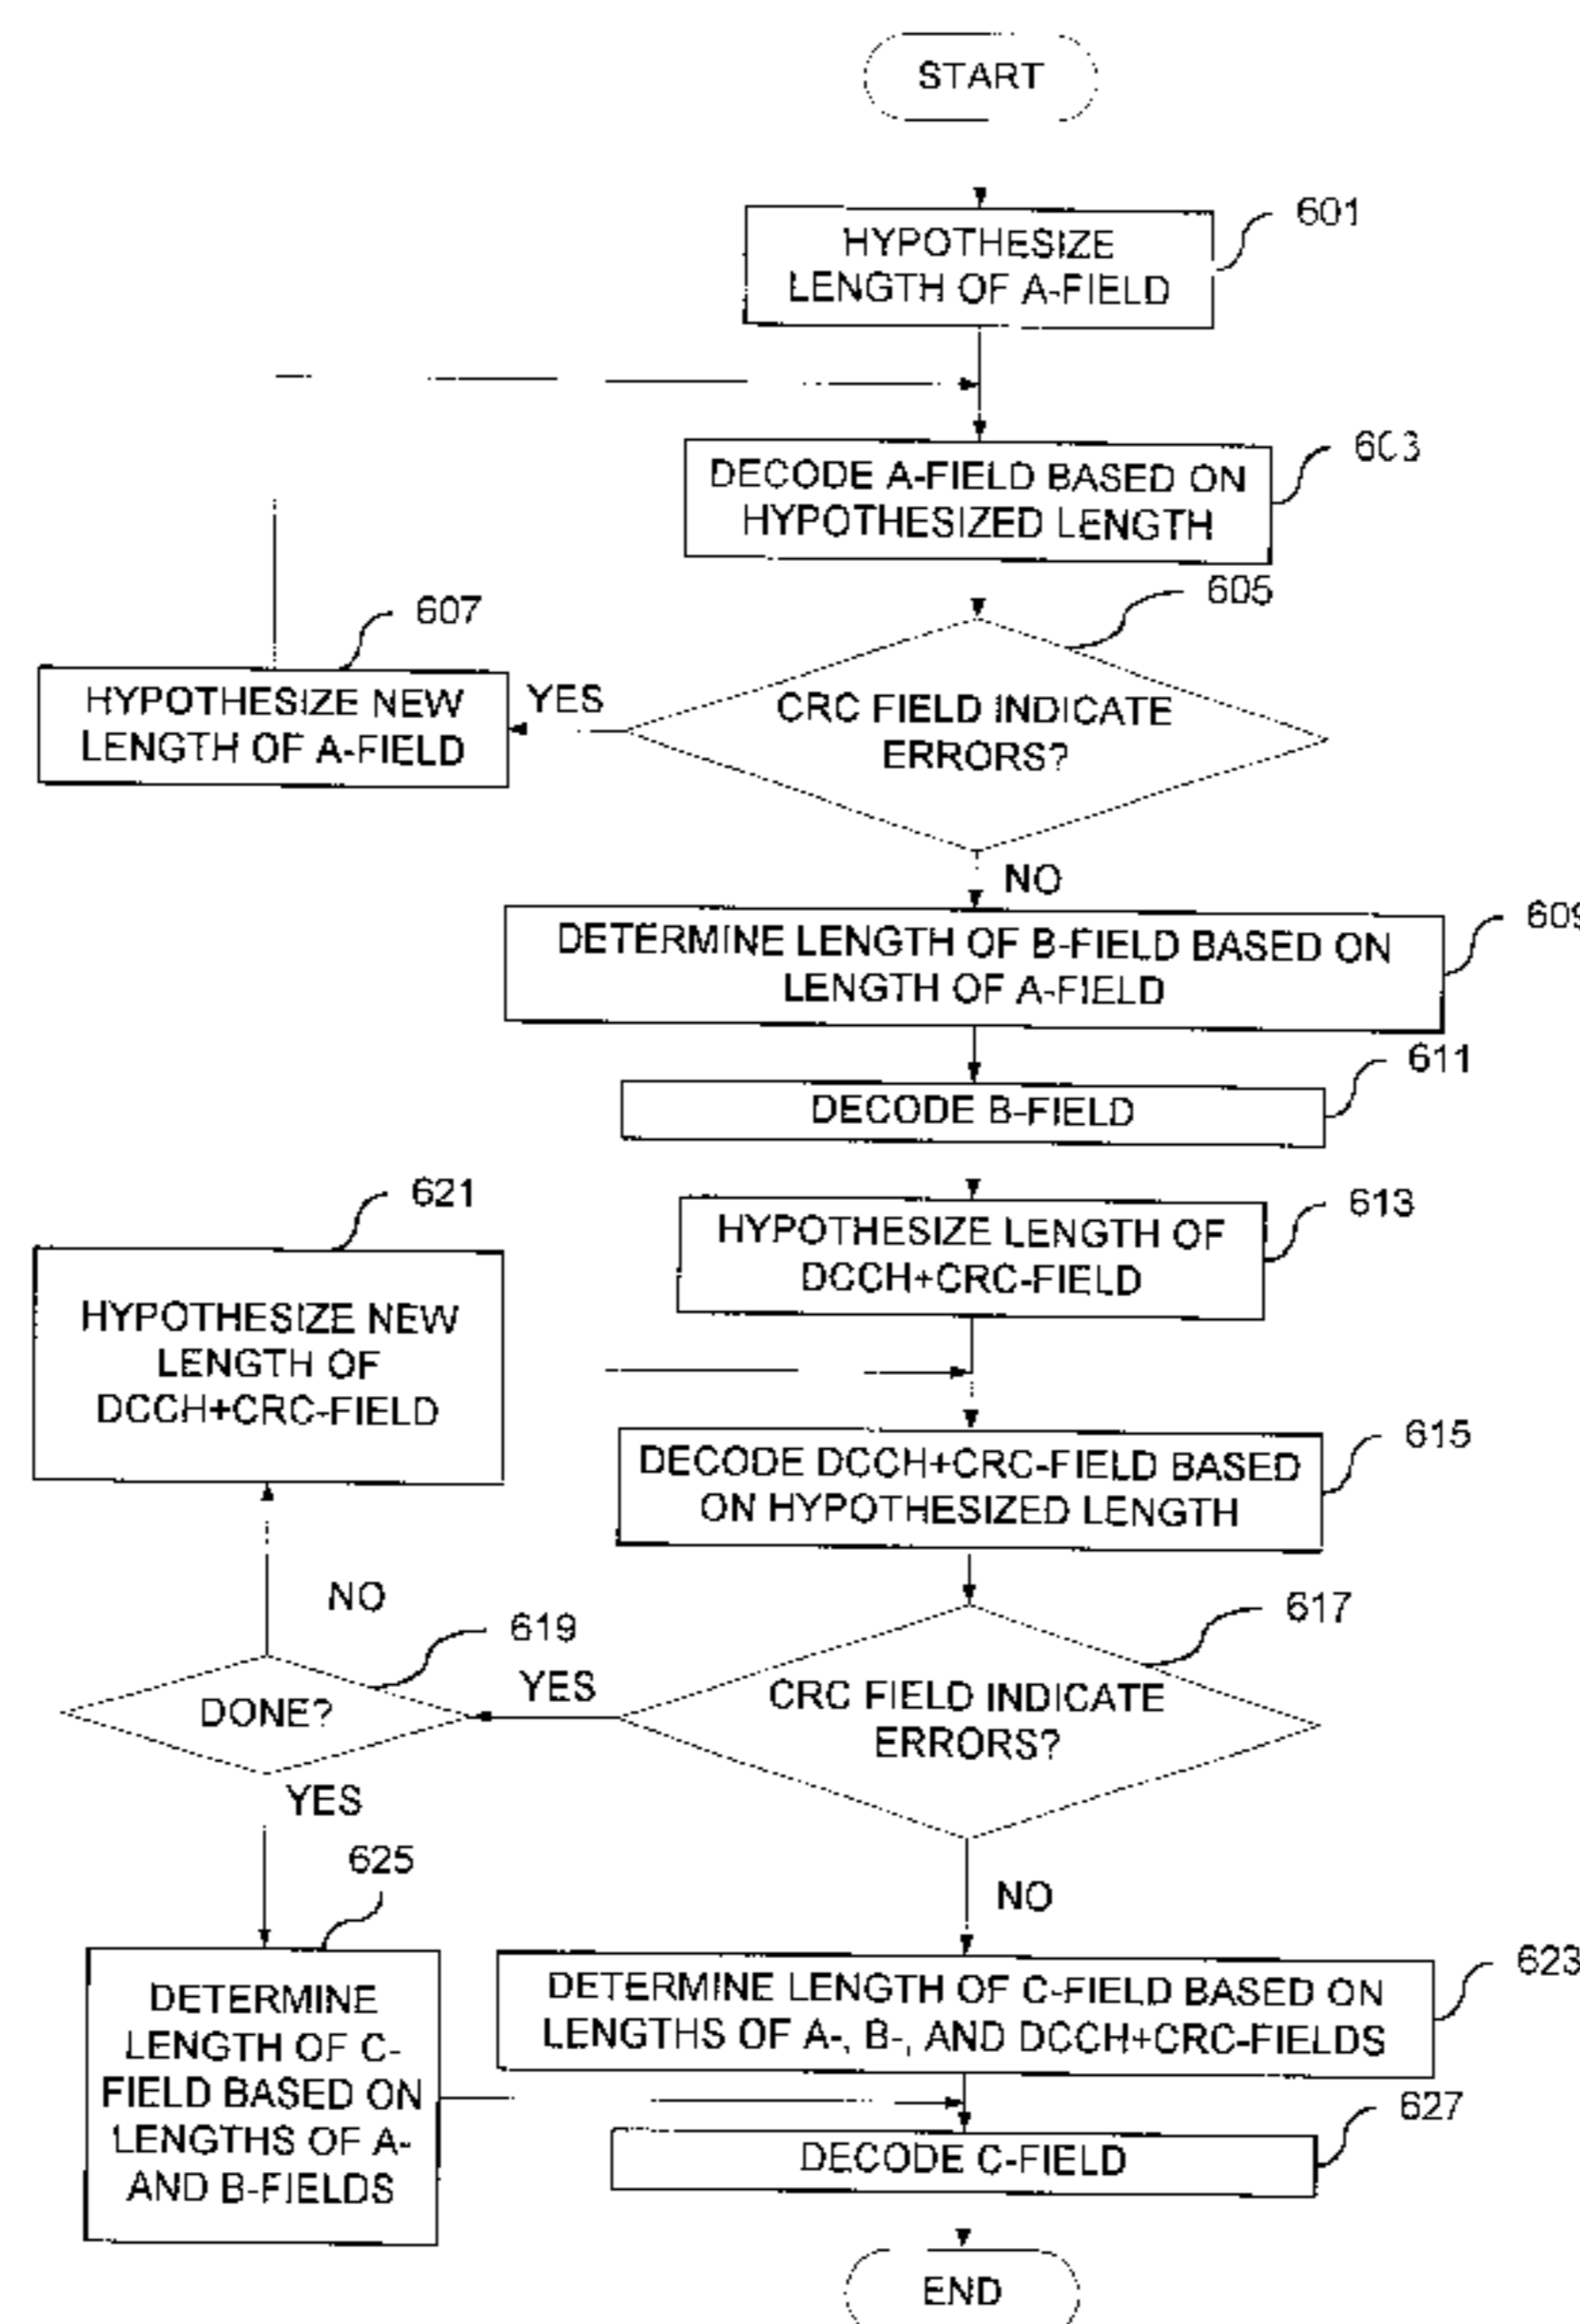 START
HYPOTHESIZE
LENGTH OF A-FIELD
601
DECODE A-FIELD BASED ON
HYPOTHESIZED LENGTH
603
605
CRC FIELD INDICATE
ERRORS?
YES
607
HYPOTHESIZE NEW
LENGTH OF A-FIELD
NO
609
DETERMINE LENGTH OF B-FIELD BASED ON
LENGTH OF A-FIELD
611
DECODE B-FIELD
613
HYPOTHESIZE LENGTH OF
DCCH+CRC-FIELD
621
HYPOTHESIZE NEW
LENGTH OF
DCCH+CRC-FIELD
615
DECODE DCCH+CRC-FIELD BASED
ON HYPOTHESIZED LENGTH
617
CRC FIELD INDICATE
ERRORS?
YES
619
NO
DONE?
YES
625
NO
DETERMINE
LENGTH OF C-
FIELD BASED ON
LENGTHS OF A-
AND B-FIELDS
623
DETERMINE LENGTH OF C-FIELD BASED ON
LENGTHS OF A-, B-, AND DCCH+CRC-FIELDS
627
DECODE C-FIELD
END